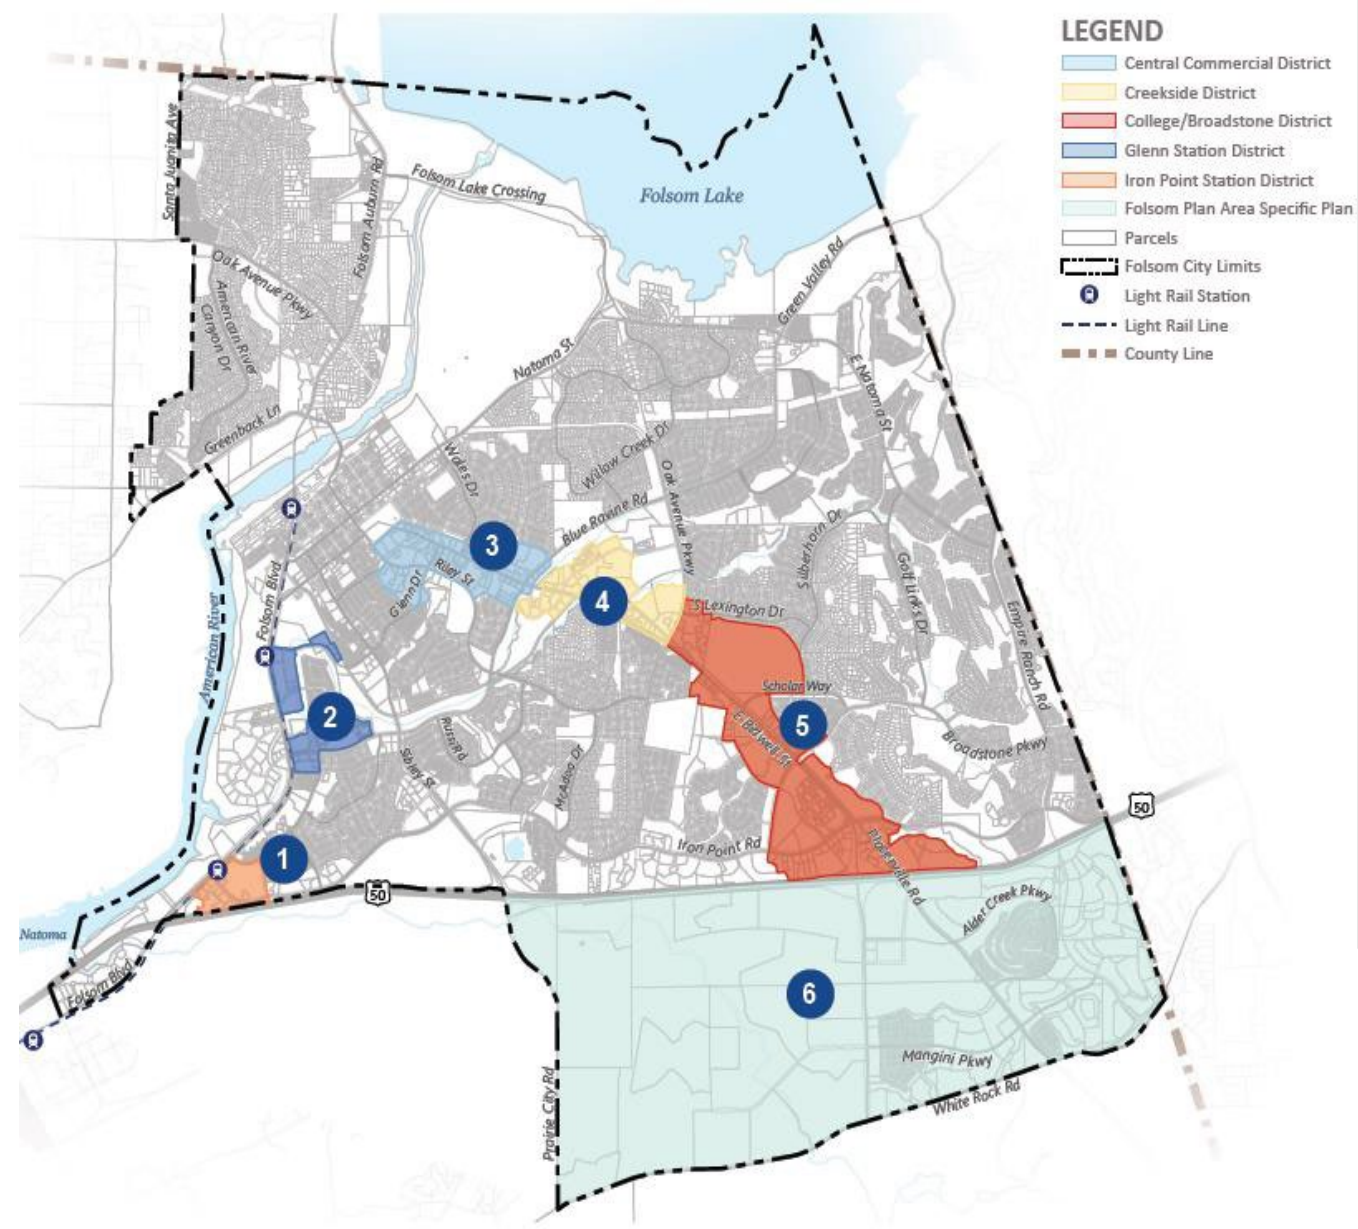 LEGEND
Central Commercial District
Creekside District
College/Broadstone District
Glenn Station District
Iron Point Station District
Folsom Plan Area Specific Plan
Parcels
Folsom City Limits
Light Rail Station
Light Rail Line
County Line
Santa Juanita Ave
Folsom Auburn Rd
Folsom Lake Crossing
Folsom Lake
Oak Avenue Pkwy
American River
Canyon Dr
Green Valley Rd
Natoma St
E Natoma St
Greenback Ln
Wales Dr
Willow Creek Dr
Oak Avenue Pkwy
Blue Ravine Rd
Silberhorn Dr
3
Riley St
Glenn Dr
Folsom Blvd
4
S Lexington Dr
Golf Links Dr
Empire Ranch Rd
American River
Scholar Way
2
5
E Bidwell St
Broadstone Pkwy
Russi Rd
Sibley St
McAdoo Dr
50
Iron Point Rd
1
Placerville Rd
50
Alder Creek Pkwy
Natoma
Folsom Blvd
6
Mangini Pkwy
White Rock Rd
Prairie City Rd